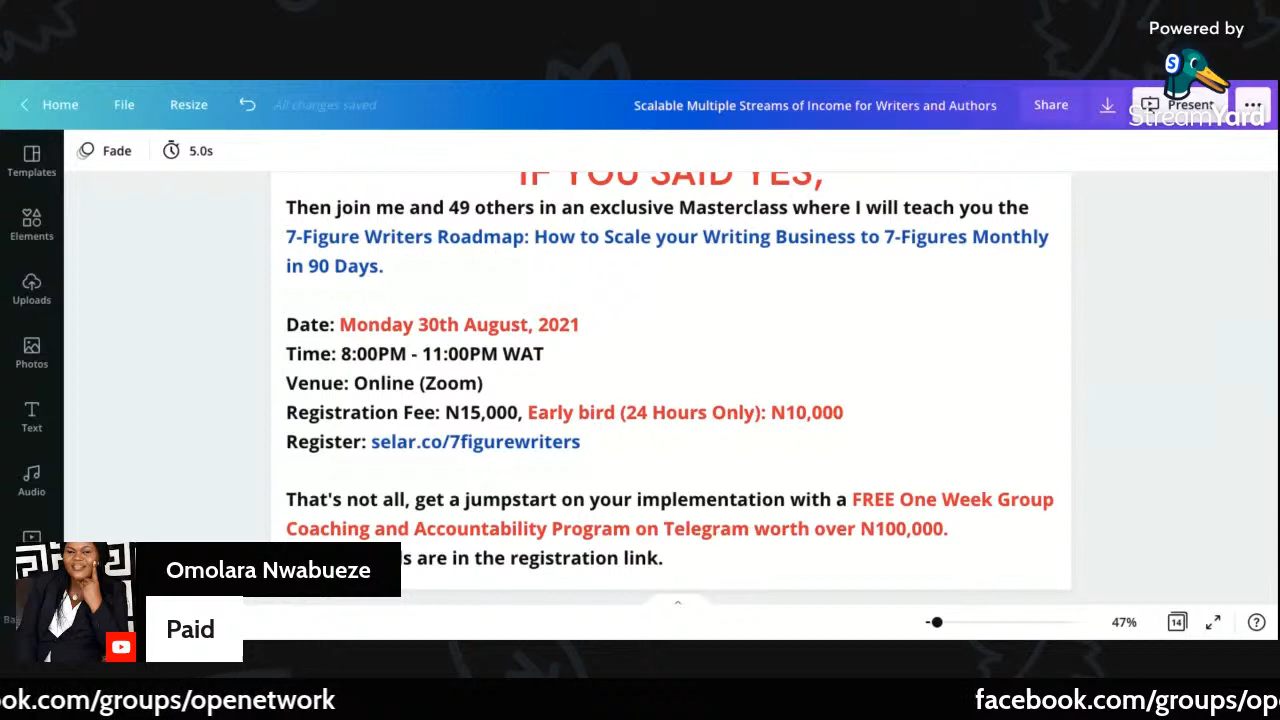 Powered by
StreamYard
Home
File
Resize
All changes saved
Scalable Multiple Streams of Income for Writers and Authors
Share
Present
Templates
Elements
Uploads
Photos
Text
Audio
Fade
5.0s
IF YOU SAID YES,
Then join me and 49 others in an exclusive Masterclass where I will teach you the
7-Figure Writers Roadmap: How to Scale your Writing Business to 7-Figures Monthly
in 90 Days.
Date: Monday 30th August, 2021
Time: 8:00PM - 11:00PM WAT
Venue: Online (Zoom)
Registration Fee: N15,000, Early bird (24 Hours Only): N10,000
Register: selar.co/7figurewriters
That's not all, get a jumpstart on your implementation with a FREE One Week Group
Coaching and Accountability Program on Telegram worth over N100,000.
are in the registration link.
Omolara Nwabueze
Paid
47%
14
ook.com/groups/openetwork
facebook.com/groups/op